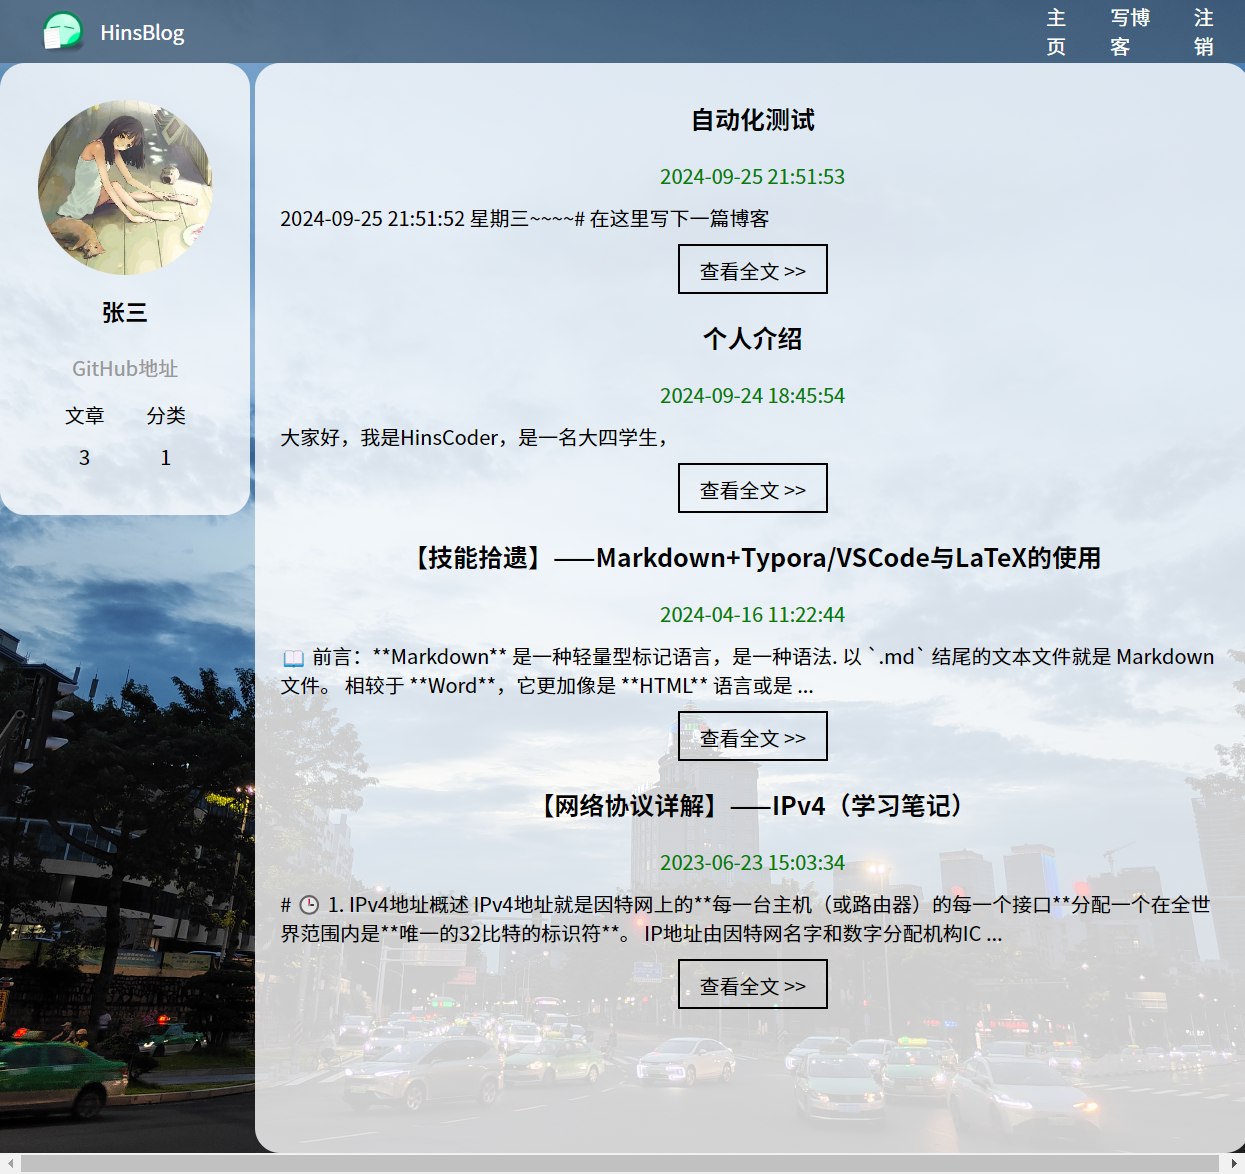 HinsBlog
主页
写博客
注销
张三
GitHub地址
文章 分类
3 1
自动化测试
2024-09-25 21:51:53
2024-09-25 21:51:52 星期三~~~~# 在这里写下一篇博客
查看全文 >>
个人介绍
2024-09-24 18:45:54
大家好，我是HinsCoder，是一名大四学生，
查看全文 >>
【技能拾遗】——Markdown+Typora/VSCode与LaTeX的使用
2024-04-16 11:22:44
📖 前言：**Markdown** 是一种轻量型标记语言，是一种语法. 以 `.md` 结尾的文本文件就是 Markdown
文件。 相较于 **Word**，它更加像是 **HTML** 语言或是 ...
查看全文 >>
【网络协议详解】——IPv4（学习笔记）
2023-06-23 15:03:34
# 🕒 1. IPv4地址概述 IPv4地址就是因特网上的**每一台主机（或路由器）的每一个接口**分配一个在全世
界范围内是**唯一的32比特的标识符**。 IP地址由因特网名字和数字分配机构IC ...
查看全文 >>